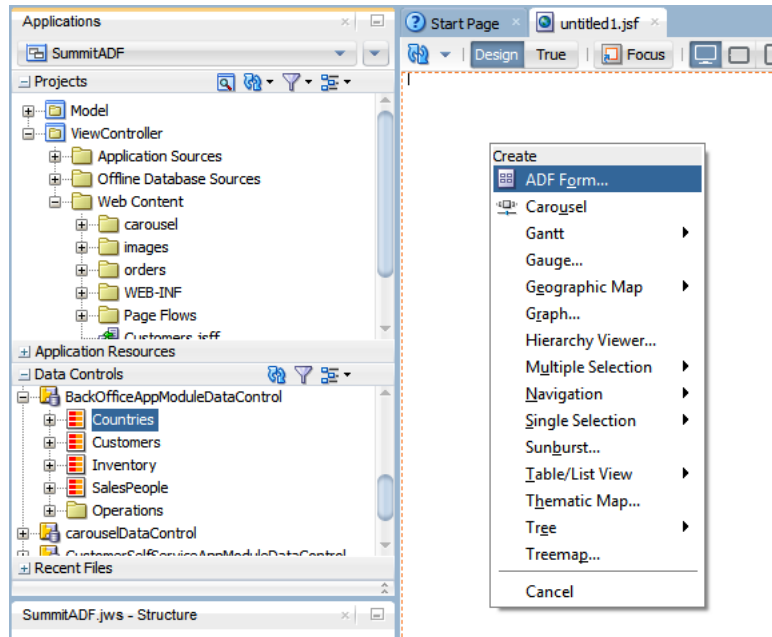 Applications
SummitADF
Projects
Model
ViewController
Application Sources
Offline Database Sources
Web Content
carousel
images
orders
WEB-INF
Page Flows
Customers.jsff
Application Resources
Data Controls
BackOfficeAppModuleDataControl
Countries
Customers
Inventory
SalesPeople
Operations
carouselDataControl
CustomerSelfServiceAppModuleDataControl
Recent Files
SummitADF.jws - Structure
Start Page
untitled1.jsf
Design True Focus
Create
ADF Form...
Carousel
Gantt
Gauge...
Geographic Map
Graph...
Hierarchy Viewer...
Multiple Selection
Navigation
Single Selection
Sunburst...
Table/List View
Thematic Map...
Tree
Treemap...
Cancel